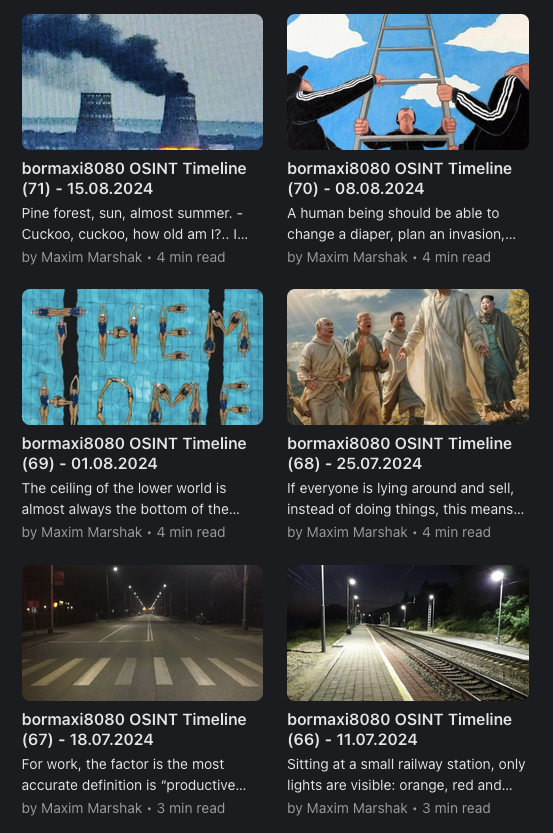 bormaxi8080 OSINT Timeline
(71) - 15.08.2024
Pine forest, sun, almost summer. -
Cuckoo, cuckoo, how old am I?.. I...
by Maxim Marshak • 4 min read
bormaxi8080 OSINT Timeline
(70) - 08.08.2024
A human being should be able to
change a diaper, plan an invasion,...
by Maxim Marshak • 4 min read
THEM
HOME
bormaxi8080 OSINT Timeline
(69) - 01.08.2024
The ceiling of the lower world is
almost always the bottom of the...
by Maxim Marshak • 4 min read
bormaxi8080 OSINT Timeline
(68) - 25.07.2024
If everyone is lying around and sell,
instead of doing things, this means...
by Maxim Marshak • 4 min read
bormaxi8080 OSINT Timeline
(67) - 18.07.2024
For work, the factor is the most
accurate definition is “productive...
by Maxim Marshak • 3 min read
bormaxi8080 OSINT Timeline
(66) - 11.07.2024
Sitting at a small railway station, only
lights are visible: orange, red and...
by Maxim Marshak • 3 min read